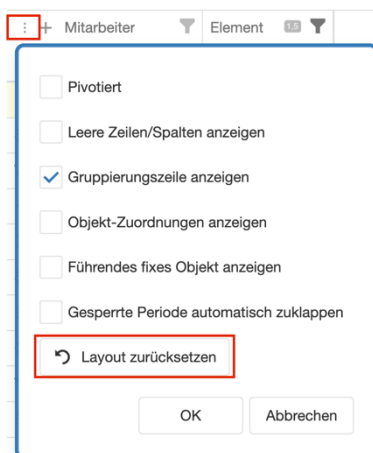 Mitarbeiter Element 1,5
Pivotiert
Leere Zeilen/Spalten anzeigen
Gruppierungszeile anzeigen
Objekt-Zuordnungen anzeigen
Führendes fixes Objekt anzeigen
Gesperrte Periode automatisch zuklappen
Layout zurücksetzen
OK Abbrechen